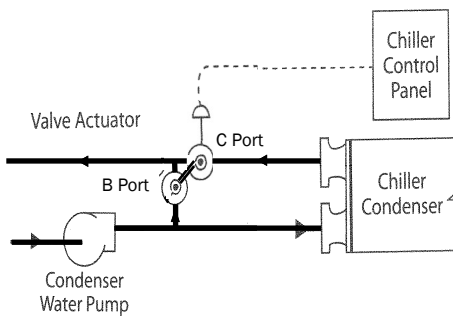 Chiller
Control
Panel
Valve Actuator
C Port
B Port
Chiller
Condenser
Condenser
Water Pump